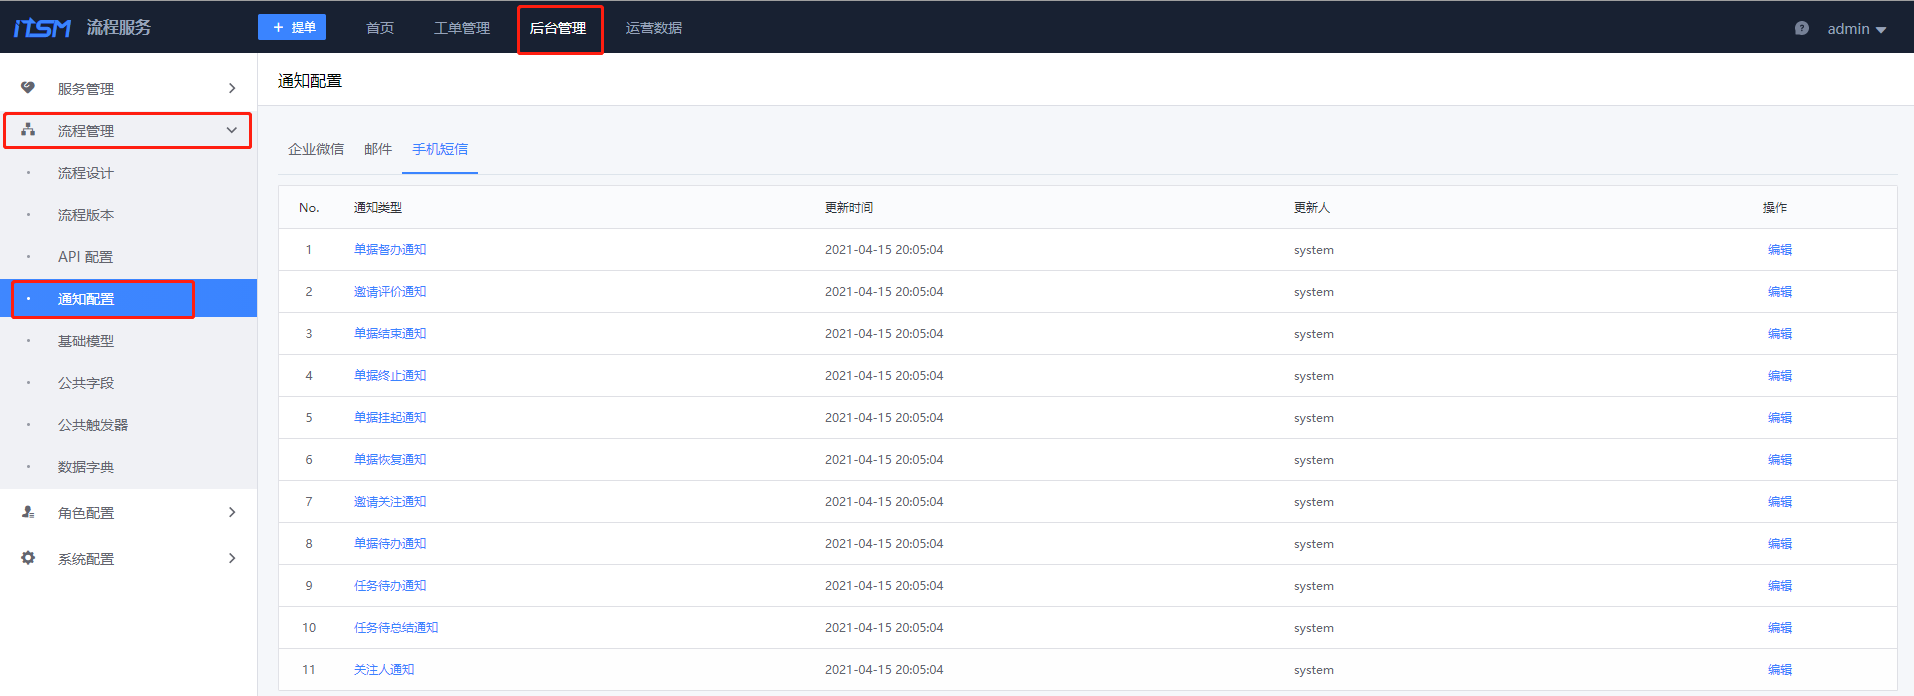 iTSM 流程服务 + 提单 首页 工单管理 后台管理 运营数据 ? admin
服务管理
流程管理
流程设计
流程版本
API 配置
通知配置
基础模型
公共字段
公共触发器
数据字典
角色配置
系统配置
通知配置
企业微信 邮件 手机短信
No. 通知类型 更新时间 更新人 操作
1 单据督办通知 2021-04-15 20:05:04 system 编辑
2 邀请评价通知 2021-04-15 20:05:04 system 编辑
3 单据结束通知 2021-04-15 20:05:04 system 编辑
4 单据终止通知 2021-04-15 20:05:04 system 编辑
5 单据挂起通知 2021-04-15 20:05:04 system 编辑
6 单据恢复通知 2021-04-15 20:05:04 system 编辑
7 邀请关注通知 2021-04-15 20:05:04 system 编辑
8 单据待办通知 2021-04-15 20:05:04 system 编辑
9 任务待办通知 2021-04-15 20:05:04 system 编辑
10 任务待总结通知 2021-04-15 20:05:04 system 编辑
11 关注人通知 2021-04-15 20:05:04 system 编辑